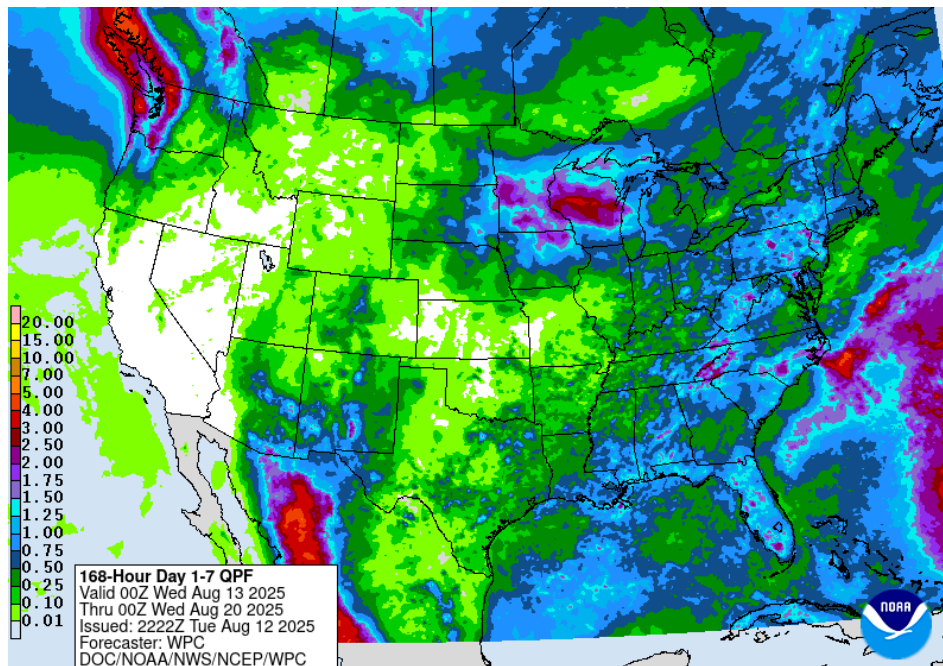 20.00
15.00
10.00
7.00
5.00
4.00
3.00
2.50
2.00
1.75
1.50
1.25
1.00
0.75
0.50
0.25
0.10
0.01
168-Hour Day 1-7 QPF
Valid 00Z Wed Aug 13 2025
Thru 00Z Wed Aug 20 2025
Issued: 2222Z Tue Aug 12 2025
Forecaster: WPC
DOC/NOAA/NWS/NCEP/WPC
NOAA